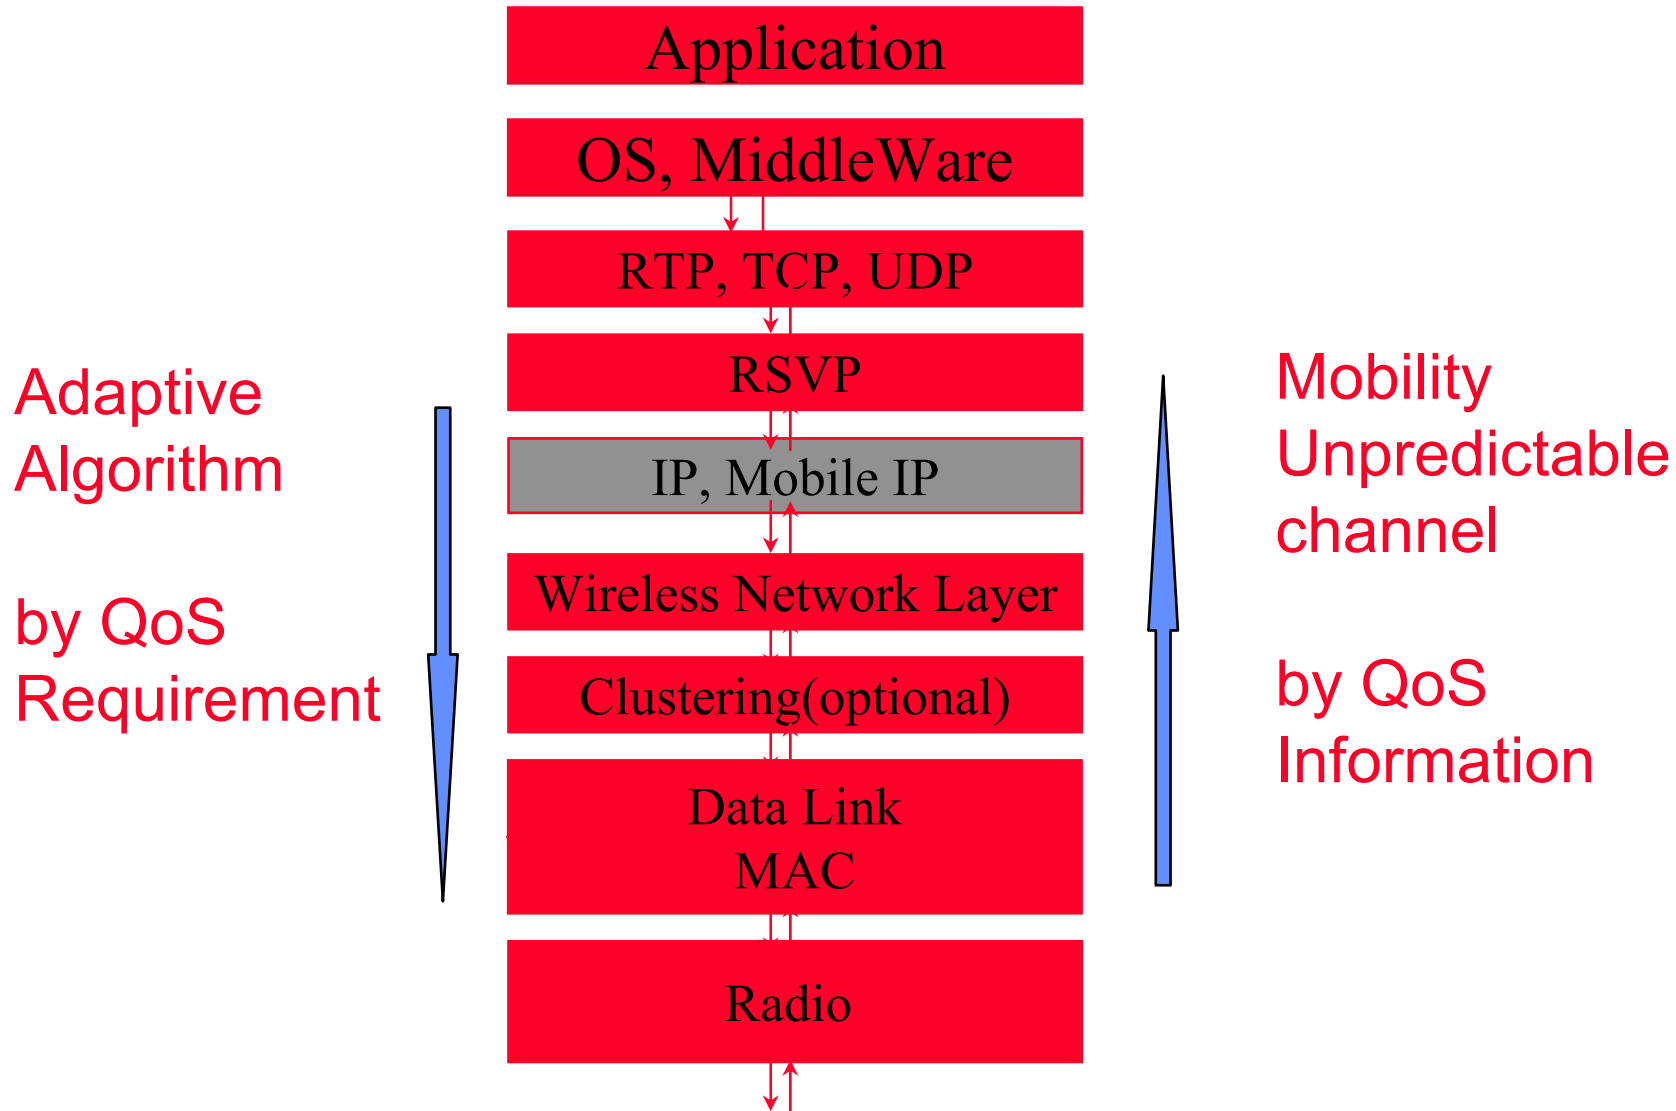 Application
OS, MiddleWare
RTP, TCP, UDP
RSVP
IP, Mobile IP
Wireless Network Layer
Clustering(optional)
Data Link
MAC
Radio
Adaptive
Algorithm
by QoS
Requirement
Mobility
Unpredictable
channel
by QoS
Information